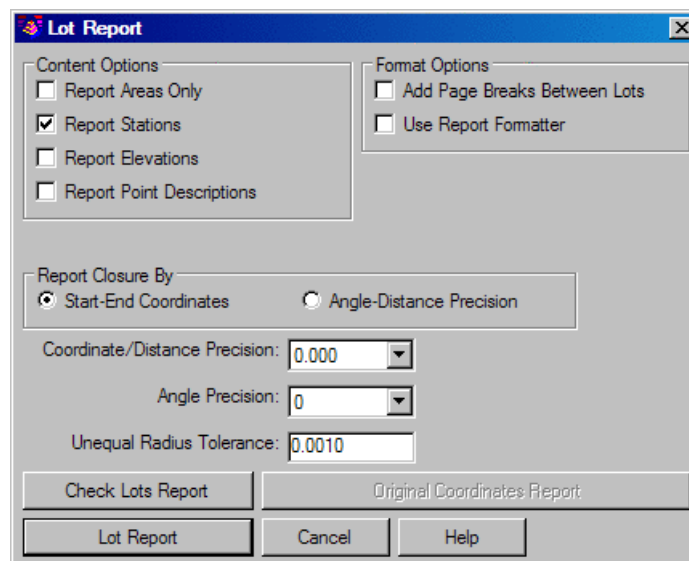 Lot Report
Content Options
Report Areas Only
Report Stations
Report Elevations
Report Point Descriptions
Format Options
Add Page Breaks Between Lots
Use Report Formatter
Report Closure By
Start-End Coordinates
Angle-Distance Precision
Coordinate/Distance Precision: 0.000
Angle Precision: 0
Unequal Radius Tolerance: 0.0010
Check Lots Report
Original Coordinates Report
Lot Report
Cancel
Help